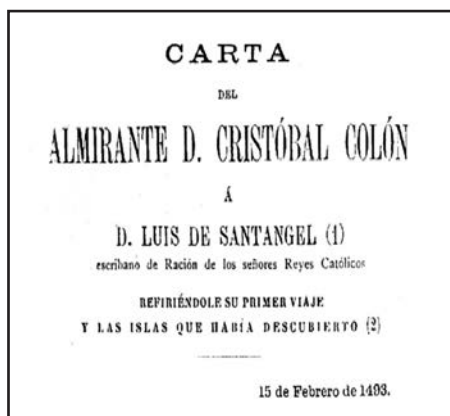 CARTA
DEL
ALMIRANTE D. CRISTÓBAL COLÓN
Á
D. LUIS DE SANTANGEL (1)
escribano de Ración de los señores Reyes Católicos
REFIRIÉNDOLE SU PRIMER VIAJE
Y LAS ISLAS QUE HABÍA DESCUBIERTO (2)
15 de Febrero de 1493.